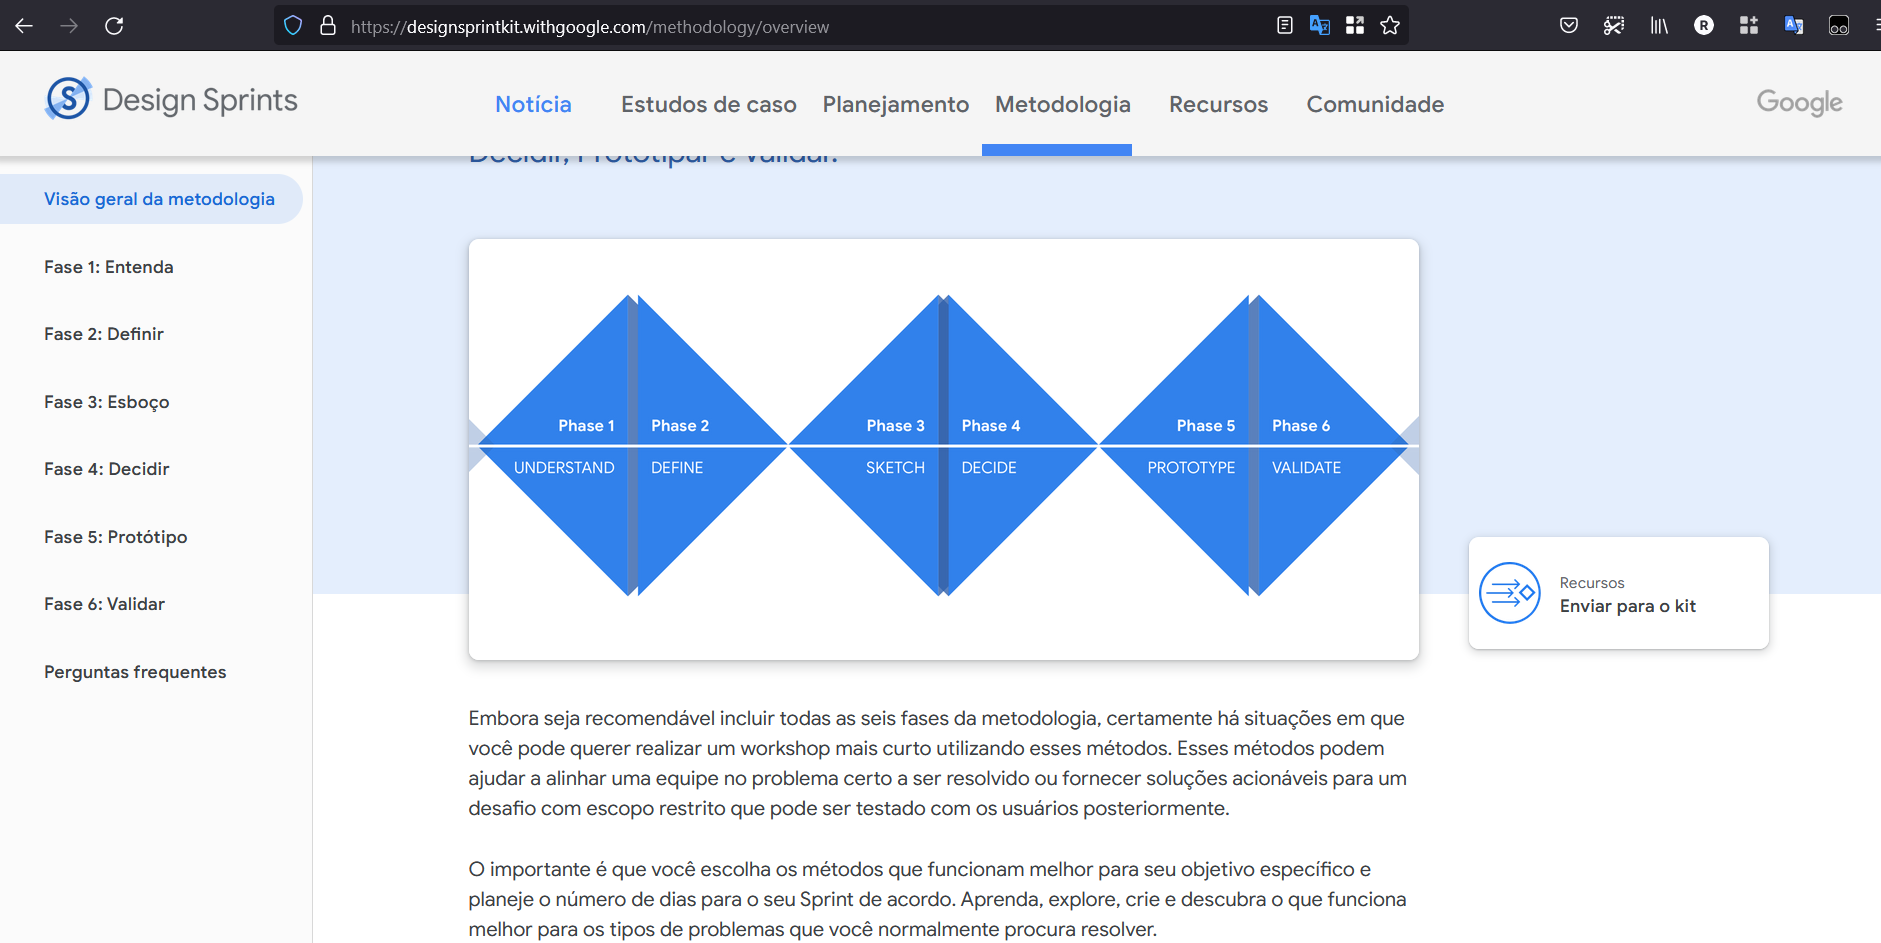 https://designsprintkit.withgoogle.com/methodology/overview
Design Sprints
Notícia
Estudos de caso
Planejamento
Metodologia
Recursos
Comunidade
Google
Decidir, Prototipar e Validar.
Visão geral da metodologia
Fase 1: Entenda
Fase 2: Definir
Fase 3: Esboço
Fase 4: Decidir
Fase 5: Protótipo
Fase 6: Validar
Perguntas frequentes
Phase 1
Phase 2
Phase 3
Phase 4
Phase 5
Phase 6
UNDERSTAND
DEFINE
SKETCH
DECIDE
PROTOTYPE
VALIDATE
Recursos
Enviar para o kit
Embora seja recomendável incluir todas as seis fases da metodologia, certamente há situações em que
você pode querer realizar um workshop mais curto utilizando esses métodos. Esses métodos podem
ajudar a alinhar uma equipe no problema certo a ser resolvido ou fornecer soluções acionáveis para um
desafio com escopo restrito que pode ser testado com os usuários posteriormente.
O importante é que você escolha os métodos que funcionam melhor para seu objetivo específico e
planeje o número de dias para o seu Sprint de acordo. Aprenda, explore, crie e descubra o que funciona
melhor para os tipos de problemas que você normalmente procura resolver.